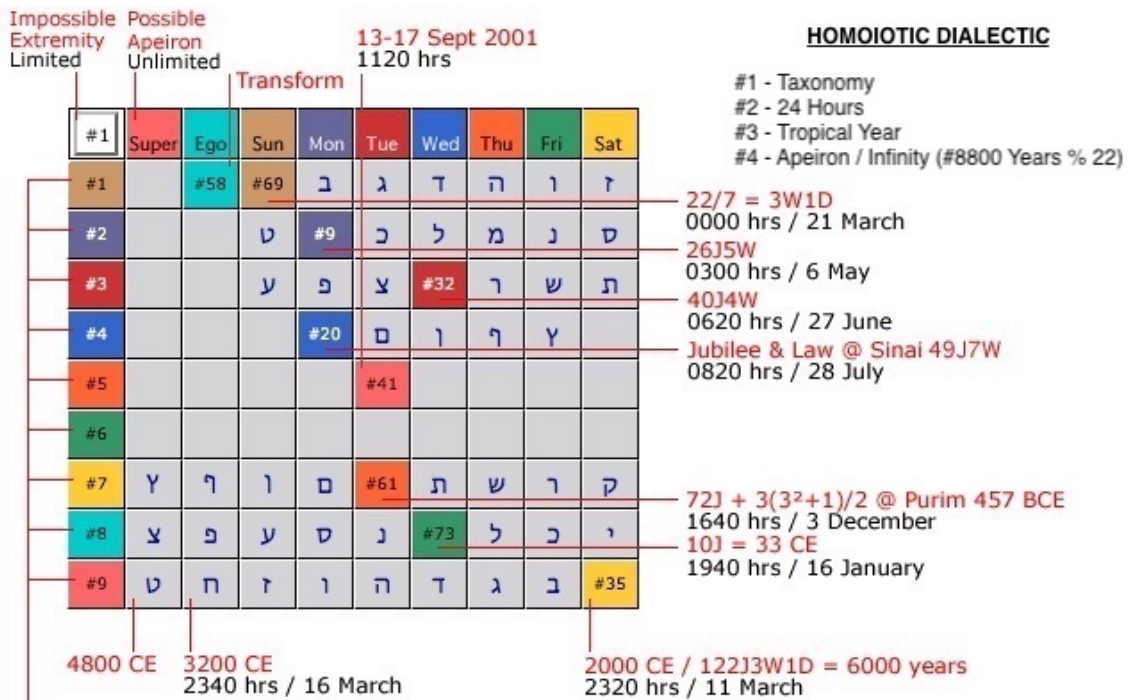 Impossible Possible
Extremity Apeiron
Limited Unlimited
Transform
13-17 Sept 2001
1120 hrs
HOMOIOTIC DIALECTIC
#1 - Taxonomy
#2 - 24 Hours
#3 - Tropical Year
#4 - Apeiron / Infinity (#8800 Years % 22)
#1 Super Ego Sun Mon Tue Wed Thu Fri Sat
#1 #58 #69 ב ג ד ה ו ז
#2 ט #9 כ ל מ נ ס
#3 ע פ צ #32 ר ש ת
#4 #20 ם ן ף ץ
#5 #41
#6
#7 ץ ף ן ם #61 ת ש ר ק
#8 צ פ ע ס נ #73 ל כ י
#9 ט ח ז ו ה ד ג ב #35
22/7 = 3W1D
0000 hrs / 21 March
26J5W
0300 hrs / 6 May
40J4W
0620 hrs / 27 June
Jubilee & Law @ Sinai 49J7W
0820 hrs / 28 July
72J + 3(3²+1)/2 @ Purim 457 BCE
1640 hrs / 3 December
10J = 33 CE
1940 hrs / 16 January
4800 CE
3200 CE
2340 hrs / 16 March
2000 CE / 122J3W1D = 6000 years
2320 hrs / 11 March